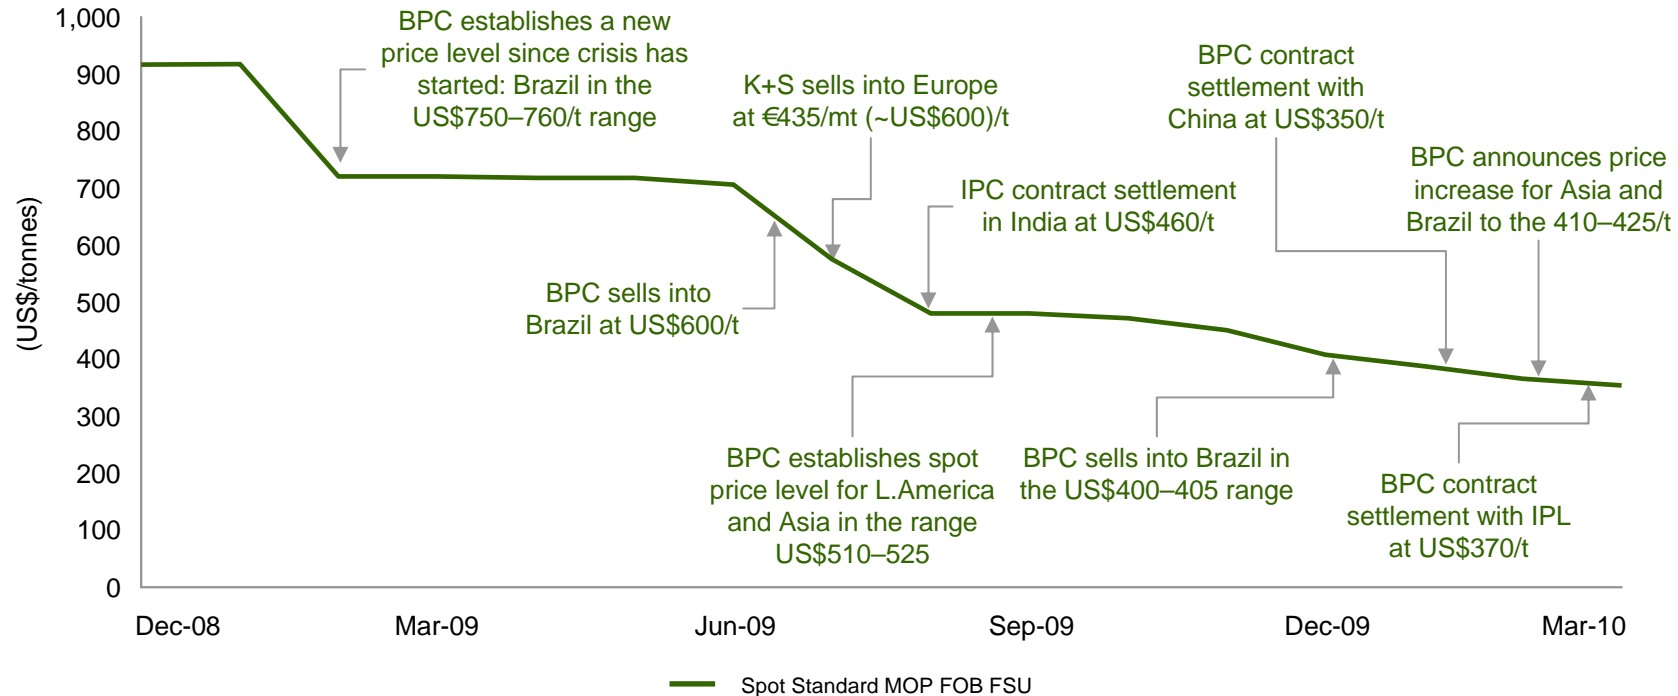 1,000
900
800
700
600
500
400
300
200
100
0
(US$/tonnes)
BPC establishes a new
price level since crisis has
started: Brazil in the
US$750–760/t range
K+S sells into Europe
at €435/mt (~US$600)/t
BPC contract
settlement with
China at US$350/t
BPC announces price
increase for Asia and
Brazil to the 410–425/t
IPC contract settlement
in India at US$460/t
BPC sells into
Brazil at US$600/t
BPC establishes spot
price level for L.America
and Asia in the range
US$510–525
BPC sells into Brazil in
the US$400–405 range
BPC contract
settlement with IPL
at US$370/t
Dec-08
Mar-09
Jun-09
Sep-09
Dec-09
Mar-10
Spot Standard MOP FOB FSU